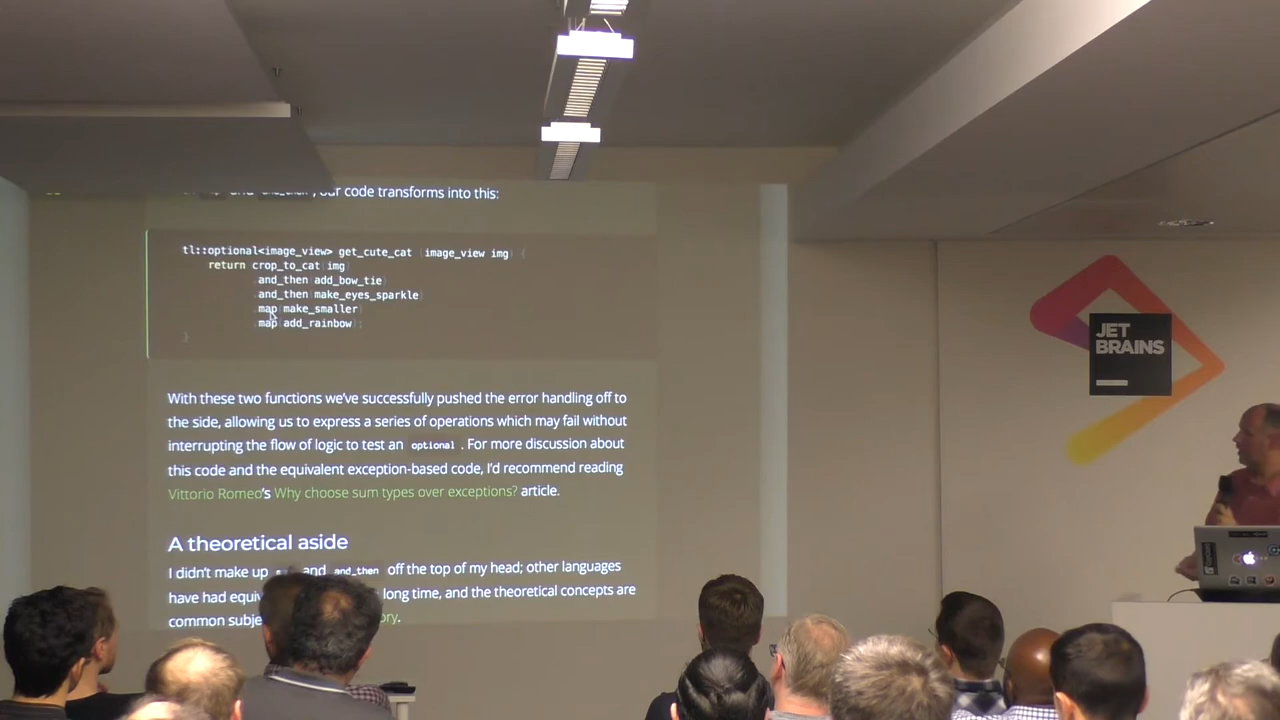 our code transforms into this:
tl::optional<image_view> get_cute_cat (image_view img) {
return crop_to_cat(img)
.and_then(add_bow_tie)
.and_then(make_eyes_sparkle)
.map(make_smaller)
.map(add_rainbow);
}
With these two functions we've successfully pushed the error handling off to
the side, allowing us to express a series of operations which may fail without
interrupting the flow of logic to test an optional . For more discussion about
this code and the equivalent exception-based code, I'd recommend reading
Vittorio Romeo's Why choose sum types over exceptions? article.
A theoretical aside
I didn't make up and and_then off the top of my head; other languages
have had long time, and the theoretical concepts are
common
JET
BRAINS